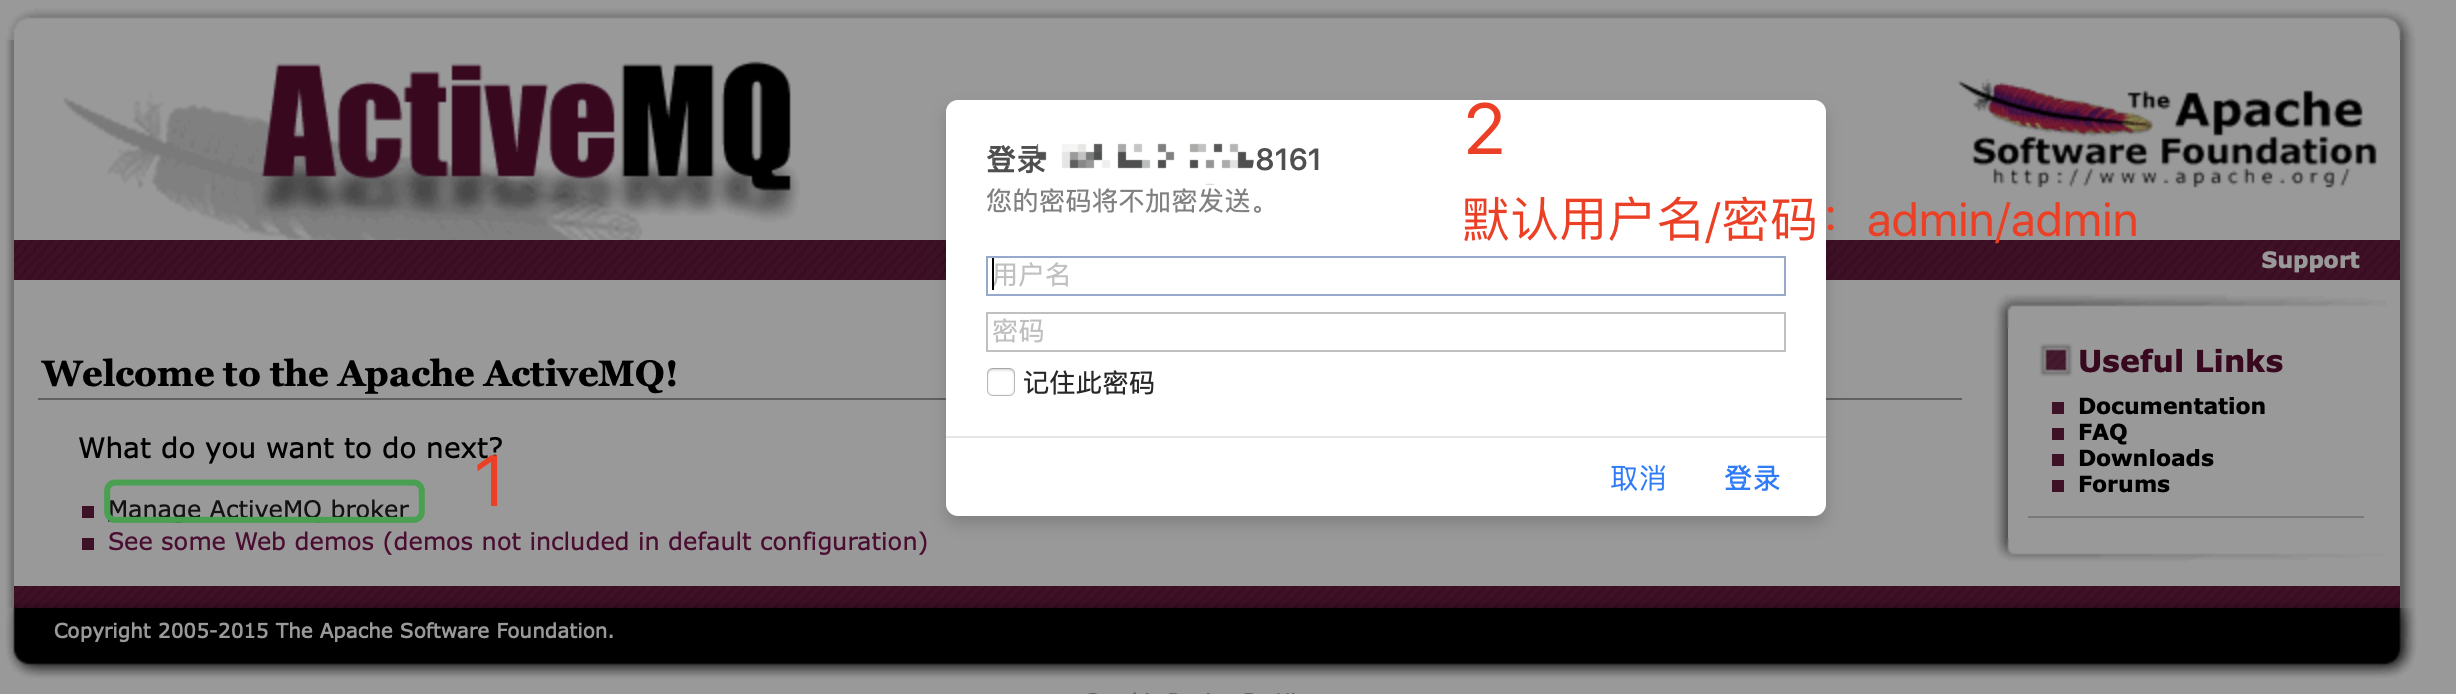 ActiveMQ
The Apache
Software Foundation
http://www.apache.org/
登录 8161
2
您的密码将不加密发送。
默认用户名/密码：admin/admin
Support
用户名
密码
记住此密码
取消 登录
Welcome to the Apache ActiveMQ!
What do you want to do next?
1
Manage ActiveMQ broker
See some Web demos (demos not included in default configuration)
Useful Links
Documentation
FAQ
Downloads
Forums
Copyright 2005-2015 The Apache Software Foundation.